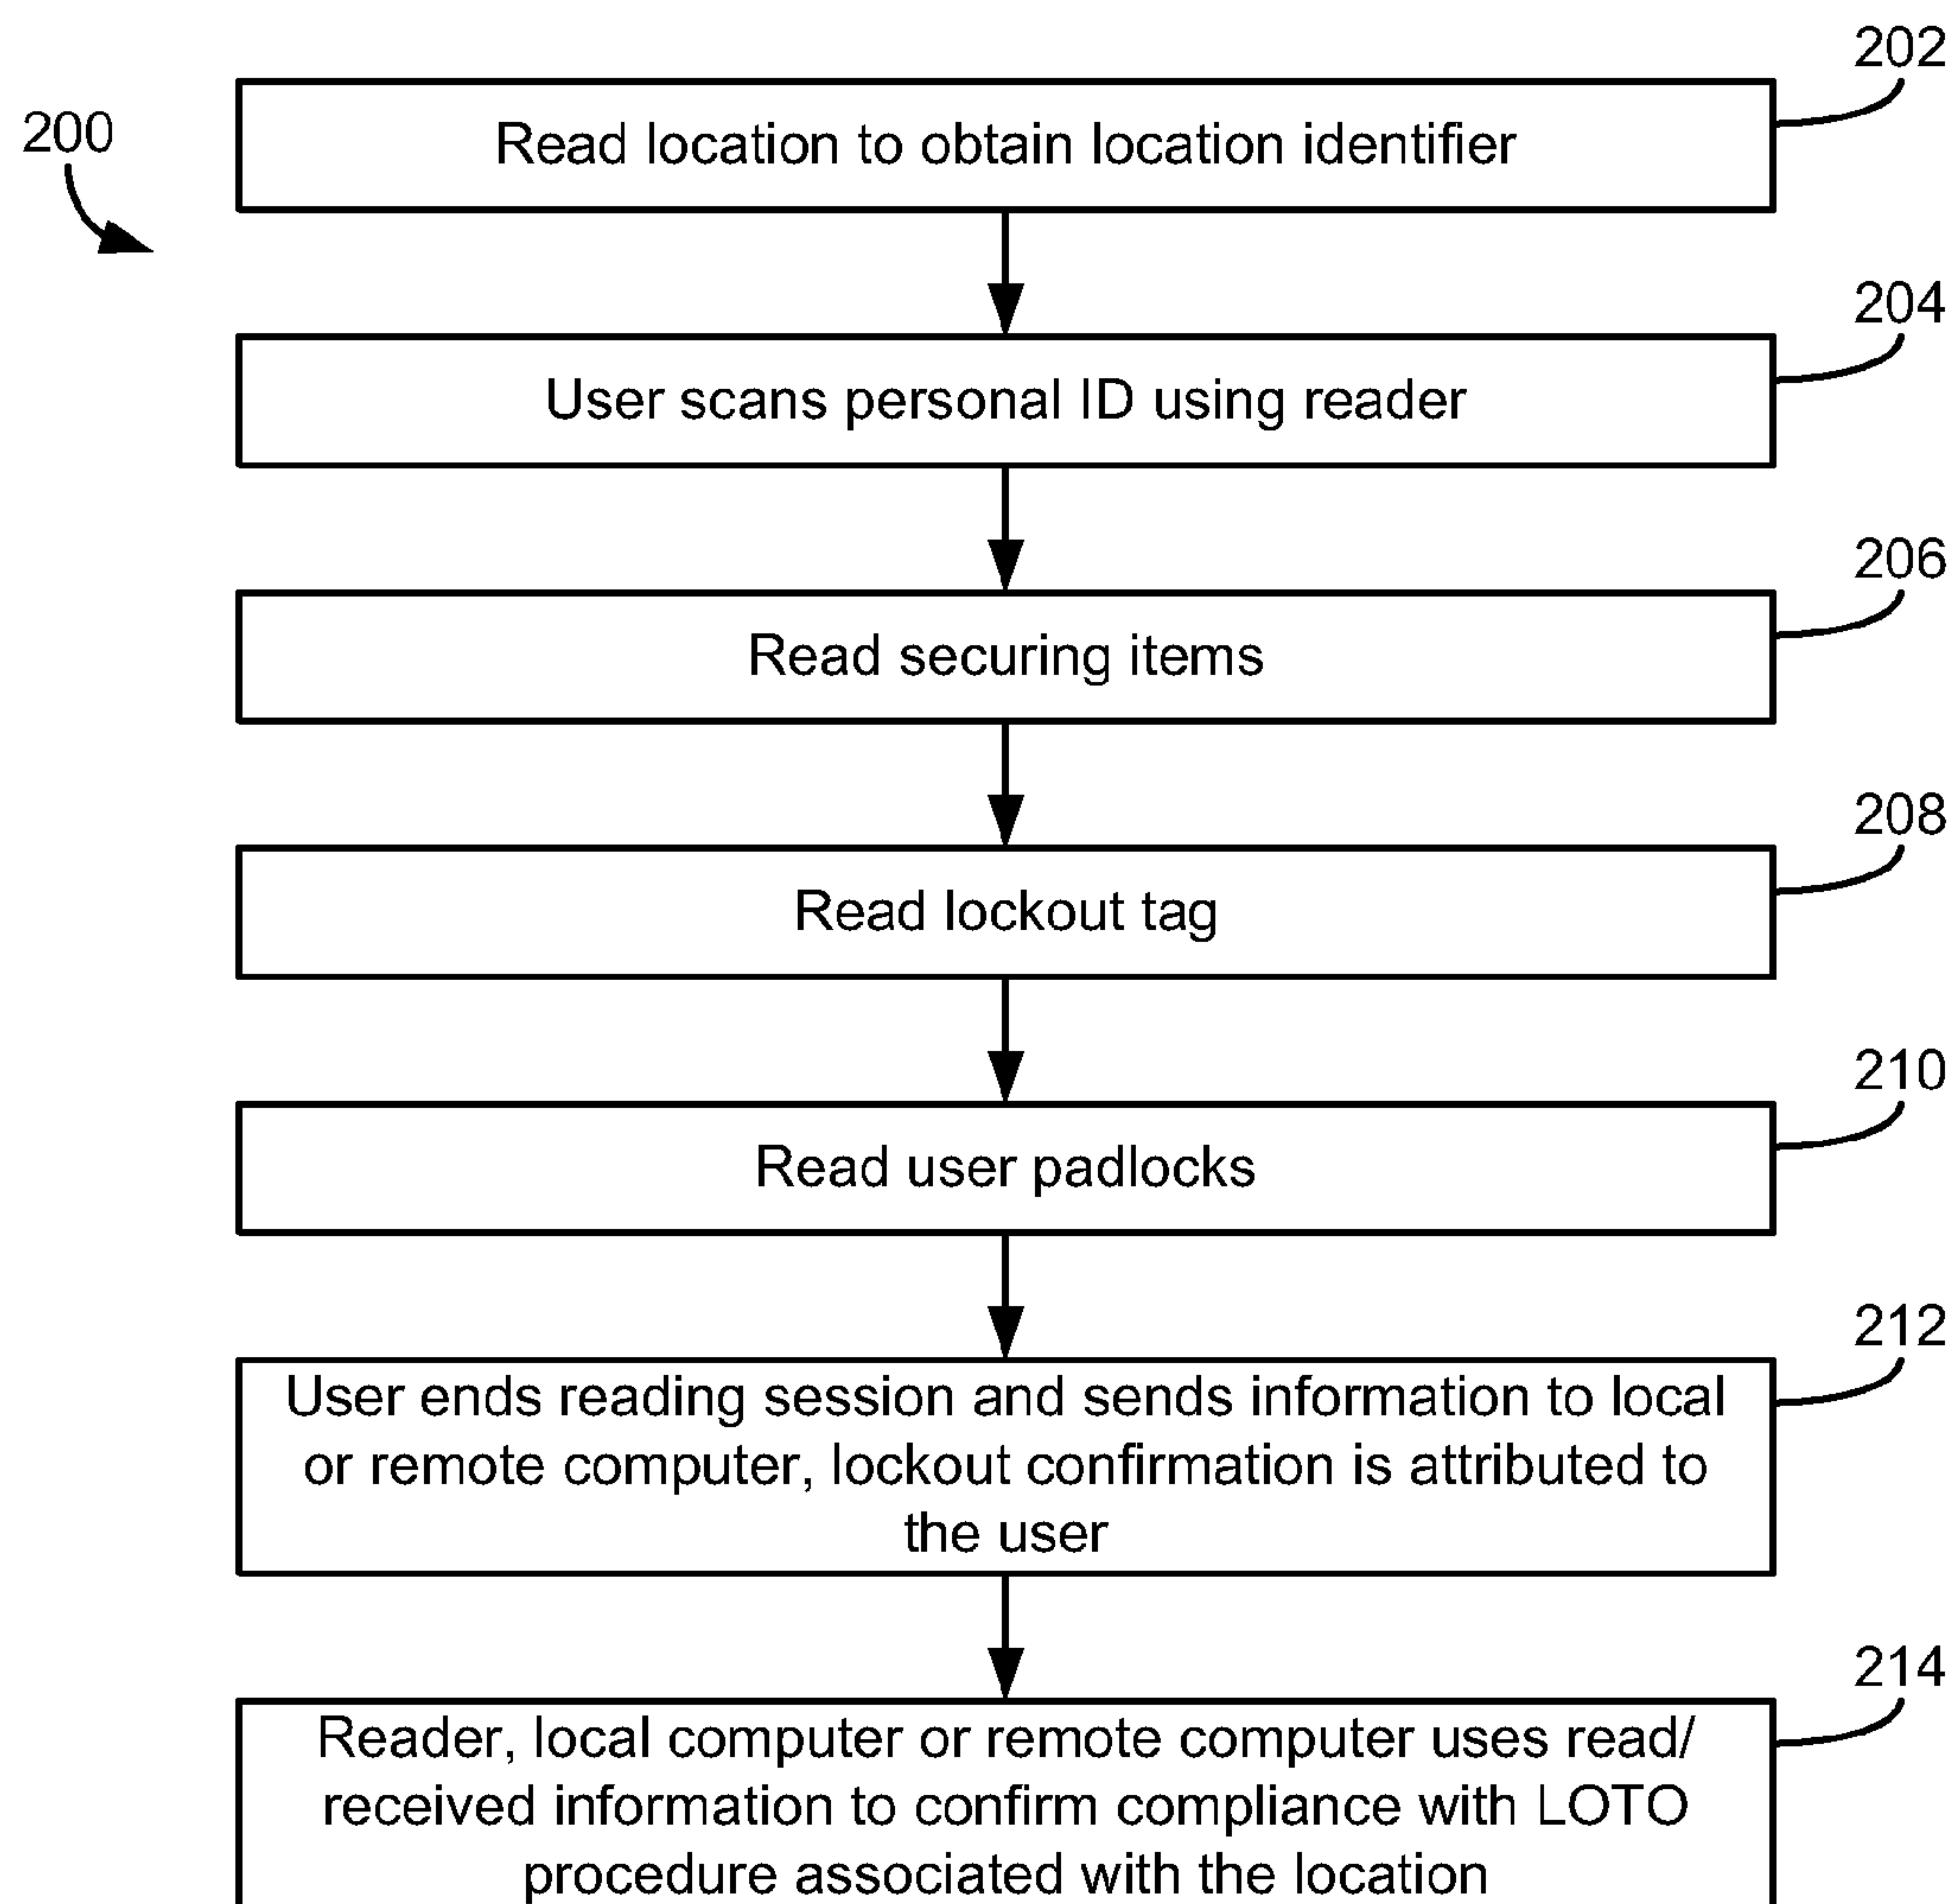 202
200
Read location to obtain location identifier
204
User scans personal ID using reader
206
Read securing items
208
Read lockout tag
210
Read user padlocks
212
User ends reading session and sends information to local
or remote computer, lockout confirmation is attributed to
the user
214
Reader, local computer or remote computer uses read/
received information to confirm compliance with LOTO
procedure associated with the location